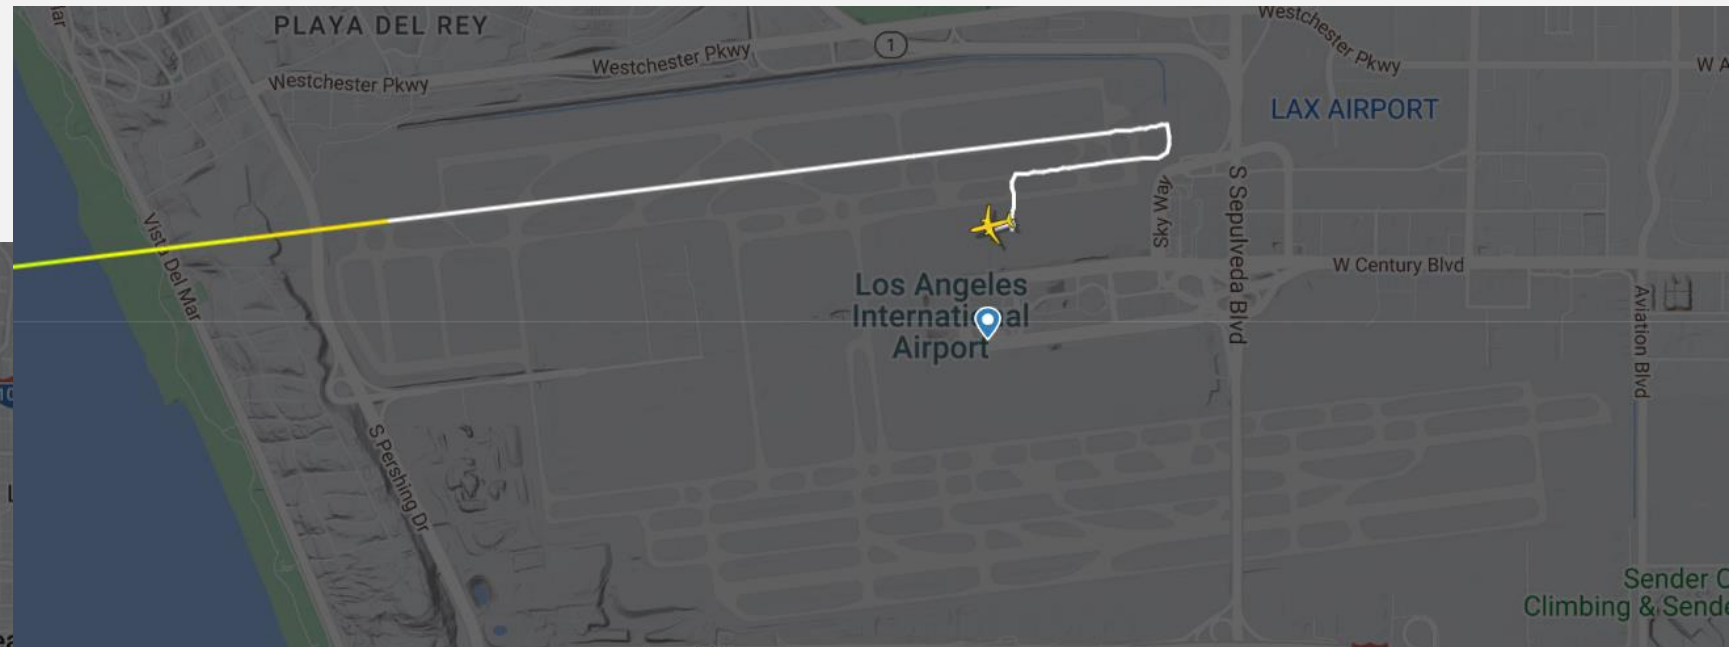 PLAYA DEL REY
Westchester Pkwy
Westchester Pkwy
1
Westchester Pkwy
W A
LAX AIRPORT
Vista Del Mar
Sky Way
S Sepulveda Blvd
W Century Blvd
Los Angeles
International
Airport
Aviation Blvd
S Pershing Dr
Sender O
Climbing & Sende